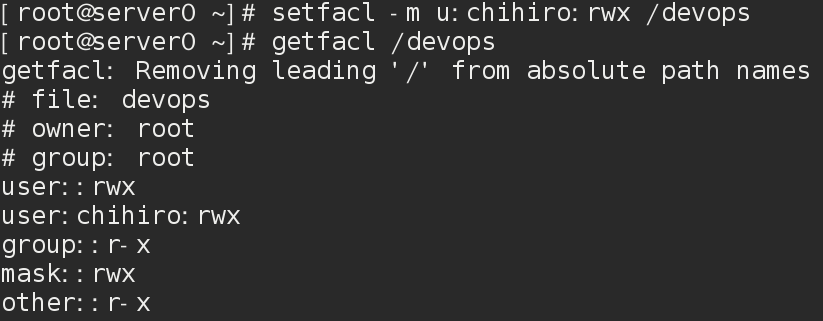 [root@server0 ~]# setfacl -m u:chihiro:rwx /devops
[root@server0 ~]# getfacl /devops
getfacl: Removing leading '/' from absolute path names
# file: devops
# owner: root
# group: root
user::rwx
user:chihiro:rwx
group::r-x
mask::rwx
other::r-x